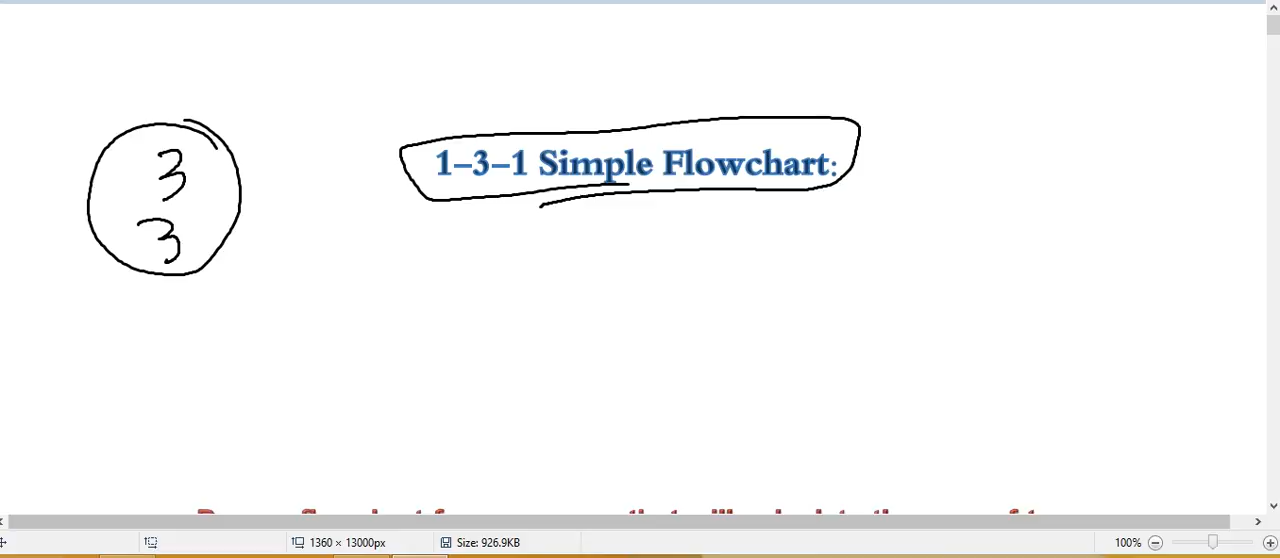 3
3
1–3–1 Simple Flowchart:
1360 × 13000px
Size: 926.9KB
100%